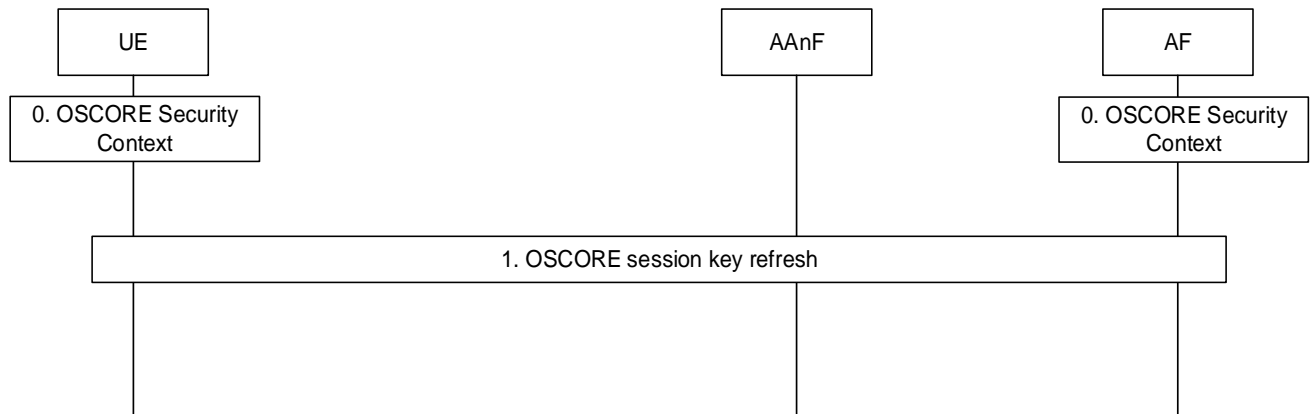 UE
AAnF
AF
0. OSCORE Security
Context
0. OSCORE Security
Context
1. OSCORE session key refresh